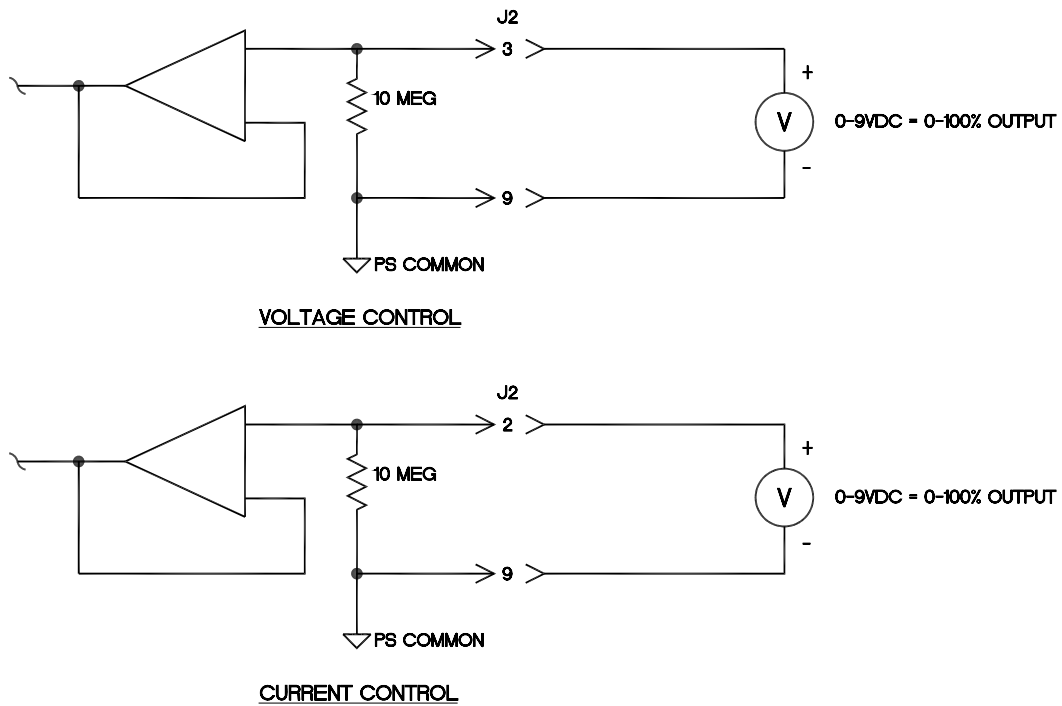 J2
3
+
10 MEG
V
0-9VDC = 0-100% OUTPUT
-
9
PS COMMON
VOLTAGE CONTROL
J2
2
+
10 MEG
V
0-9VDC = 0-100% OUTPUT
-
9
PS COMMON
CURRENT CONTROL